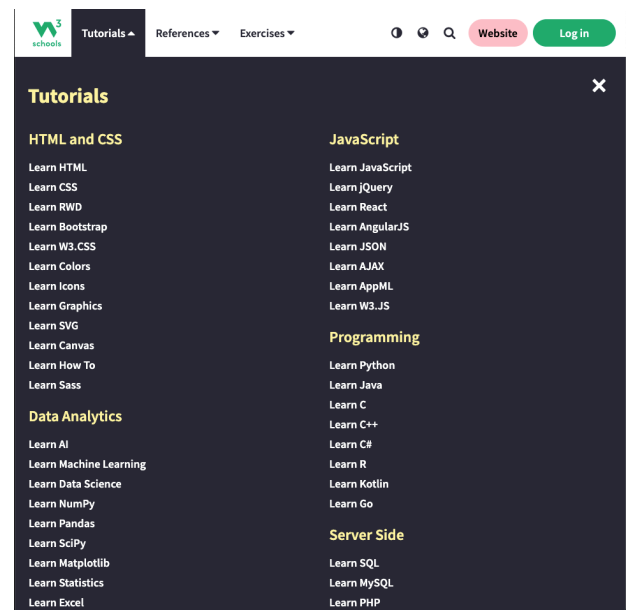 3
schools
Tutorials
References
Exercises
Website
Log in
Tutorials
HTML and CSS
Learn HTML
Learn CSS
Learn RWD
Learn Bootstrap
Learn W3.CSS
Learn Colors
Learn Icons
Learn Graphics
Learn SVG
Learn Canvas
Learn How To
Learn Sass
Data Analytics
Learn AI
Learn Machine Learning
Learn Data Science
Learn NumPy
Learn Pandas
Learn SciPy
Learn Matplotlib
Learn Statistics
Learn Excel
JavaScript
Learn JavaScript
Learn jQuery
Learn React
Learn AngularJS
Learn JSON
Learn AJAX
Learn AppML
Learn W3.JS
Programming
Learn Python
Learn Java
Learn C
Learn C++
Learn C#
Learn R
Learn Kotlin
Learn Go
Server Side
Learn SQL
Learn MySQL
Learn PHP